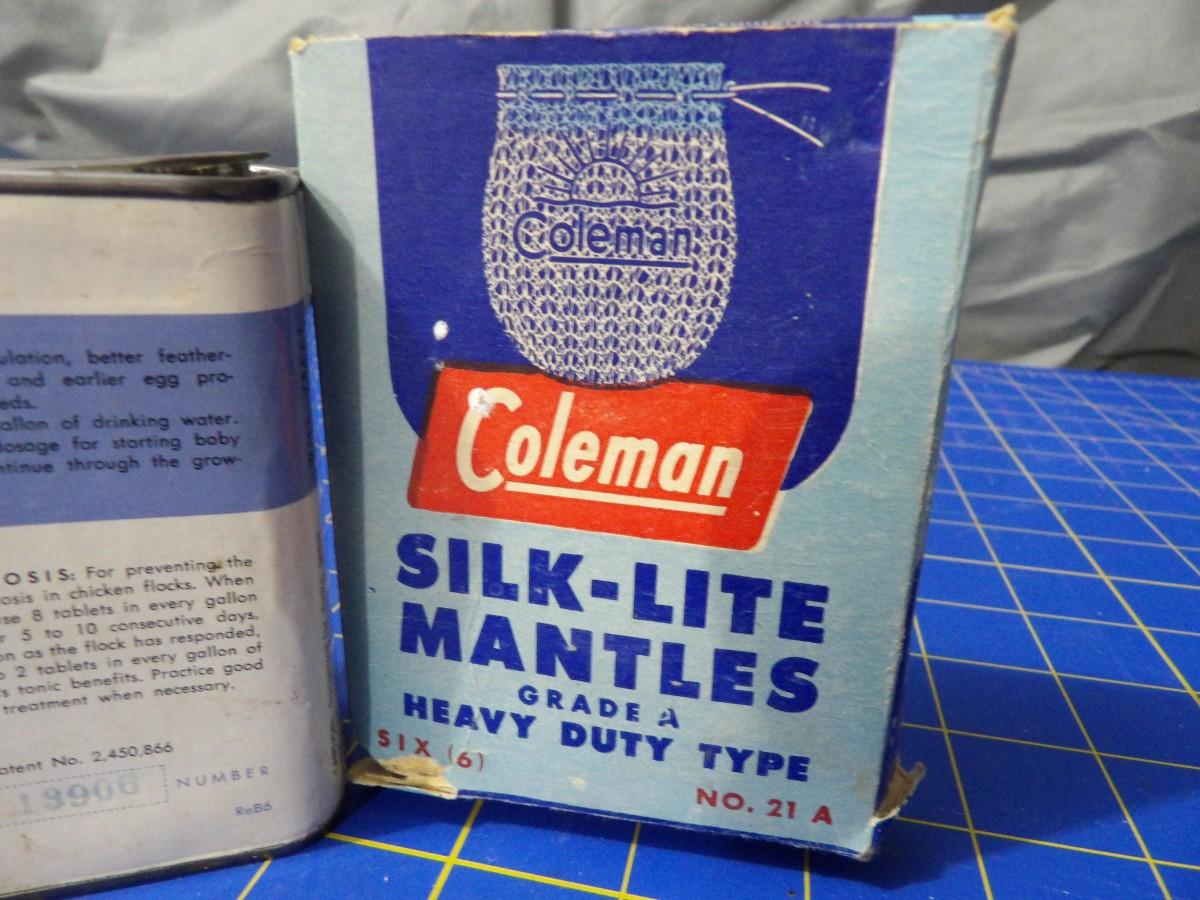 ulation, better feather-
and earlier egg pro-
eds.
allon of drinking water.
losage for starting baby
ntinue through the grow-
OSIS: For preventing the
osis in chicken flocks. When
use 8 tablets in every gallon
r 5 to 10 consecutive days,
on as the flock has responded,
o 2 tablets in every gallon of
rs tonic benefits. Practice good
treatment when necessary.
atent No. 2,450,866
13906 NUMBER
ReB6
Coleman
Coleman
SILK-LITE
MANTLES
GRADE A
HEAVY DUTY TYPE
SIX (6)
NO. 21 A